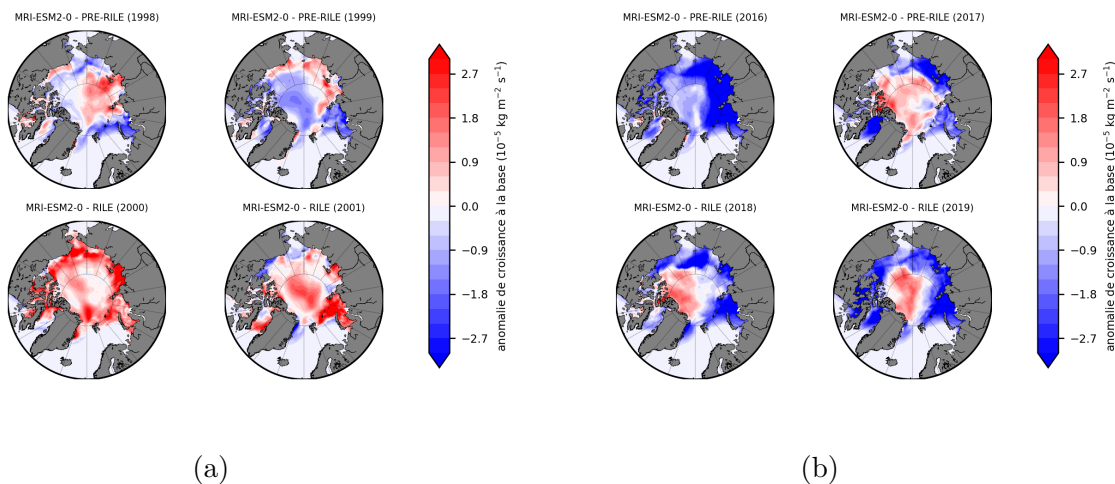 MRI-ESM2-0 - PRE-RILE (1998)
MRI-ESM2-0 - PRE-RILE (1999)
MRI-ESM2-0 - RILE (2000)
MRI-ESM2-0 - RILE (2001)
2.7
1.8
0.9
0.0
−0.9
−1.8
−2.7
anomalie de croissance à la base (10⁻⁵ kg m⁻² s⁻¹)
(a)
MRI-ESM2-0 - PRE-RILE (2016)
MRI-ESM2-0 - PRE-RILE (2017)
MRI-ESM2-0 - RILE (2018)
MRI-ESM2-0 - RILE (2019)
2.7
1.8
0.9
0.0
−0.9
−1.8
−2.7
anomalie de croissance à la base (10⁻⁵ kg m⁻² s⁻¹)
(b)